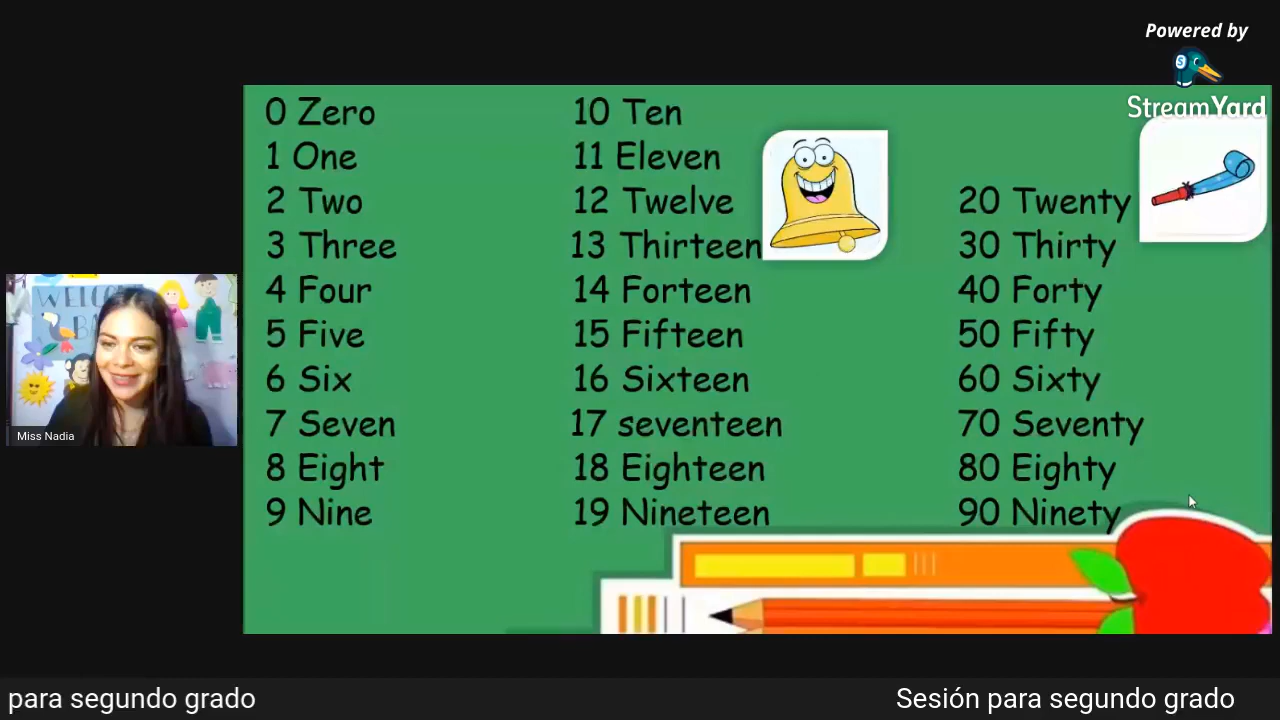 Powered by
StreamYard
0 Zero
1 One
2 Two
3 Three
4 Four
5 Five
6 Six
7 Seven
8 Eight
9 Nine
10 Ten
11 Eleven
12 Twelve
13 Thirteen
14 Forteen
15 Fifteen
16 Sixteen
17 seventeen
18 Eighteen
19 Nineteen
20 Twenty
30 Thirty
40 Forty
50 Fifty
60 Sixty
70 Seventy
80 Eighty
90 Ninety
Miss Nadia
para segundo grado
Sesión para segundo grado